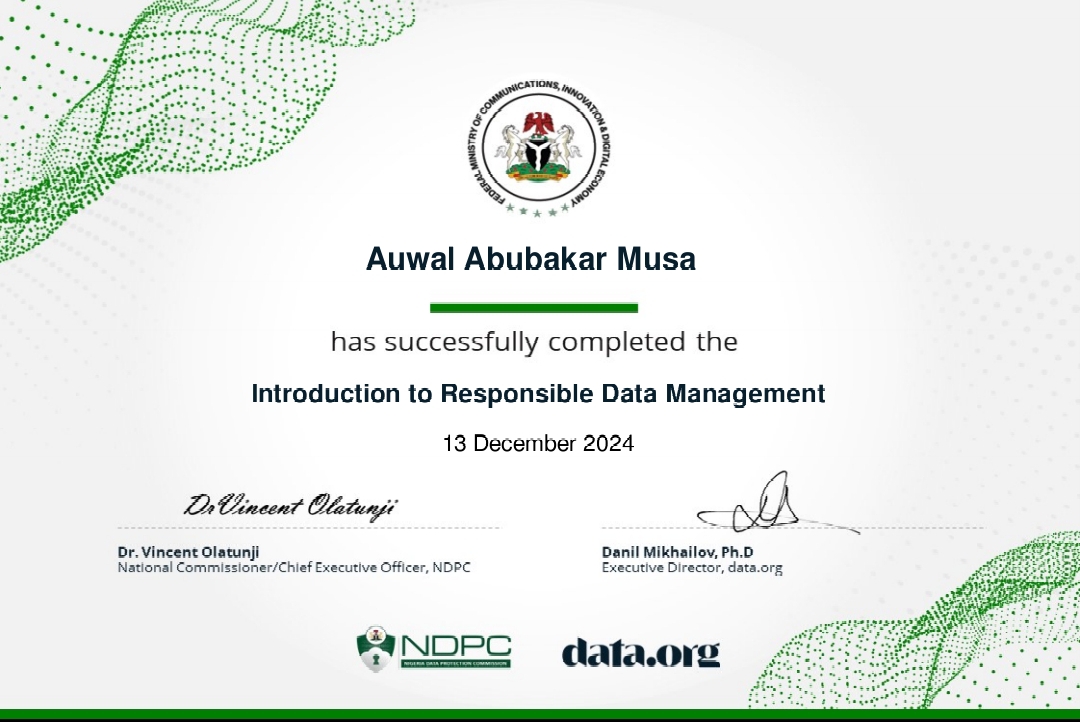 FEDERAL MINISTRY OF COMMUNICATIONS, INNOVATION & DIGITAL ECONOMY
Auwal Abubakar Musa
has successfully completed the
Introduction to Responsible Data Management
13 December 2024
Dr Vincent Olatunji
Dr. Vincent Olatunji
National Commissioner/Chief Executive Officer, NDPC
Danil Mikhailov, Ph.D
Executive Director, data.org
NDPC
NIGERIA DATA PROTECTION COMMISSION
data.org